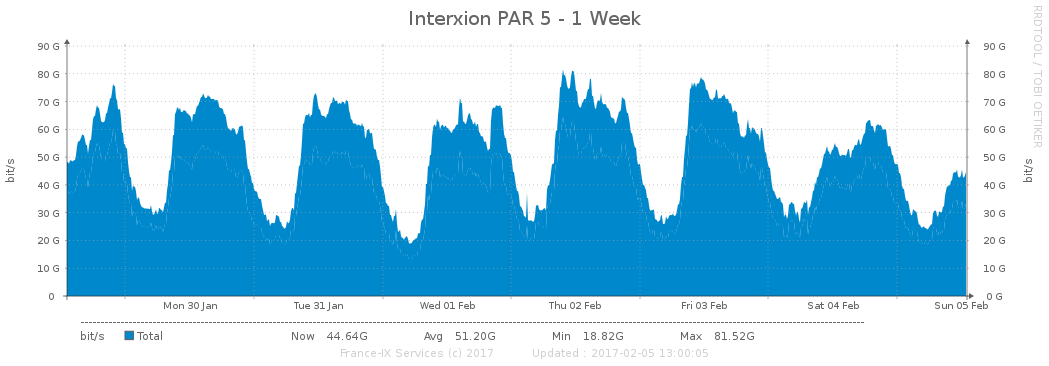 Interxion PAR 5 - 1 Week
RRDTOOL / TOBI OETIKER
90 G 90 G
80 G 80 G
70 G 70 G
60 G 60 G
50 G 50 G
40 G 40 G
30 G 30 G
20 G 20 G
10 G 10 G
0 0 G
bit/s
bit/s
Mon 30 Jan Tue 31 Jan Wed 01 Feb Thu 02 Feb Fri 03 Feb Sat 04 Feb Sun 05 Feb
bit/s Total Now 44.64G Avg 51.20G Min 18.82G Max 81.52G
France-IX Services (c) 2017 Updated : 2017-02-05 13:00:05